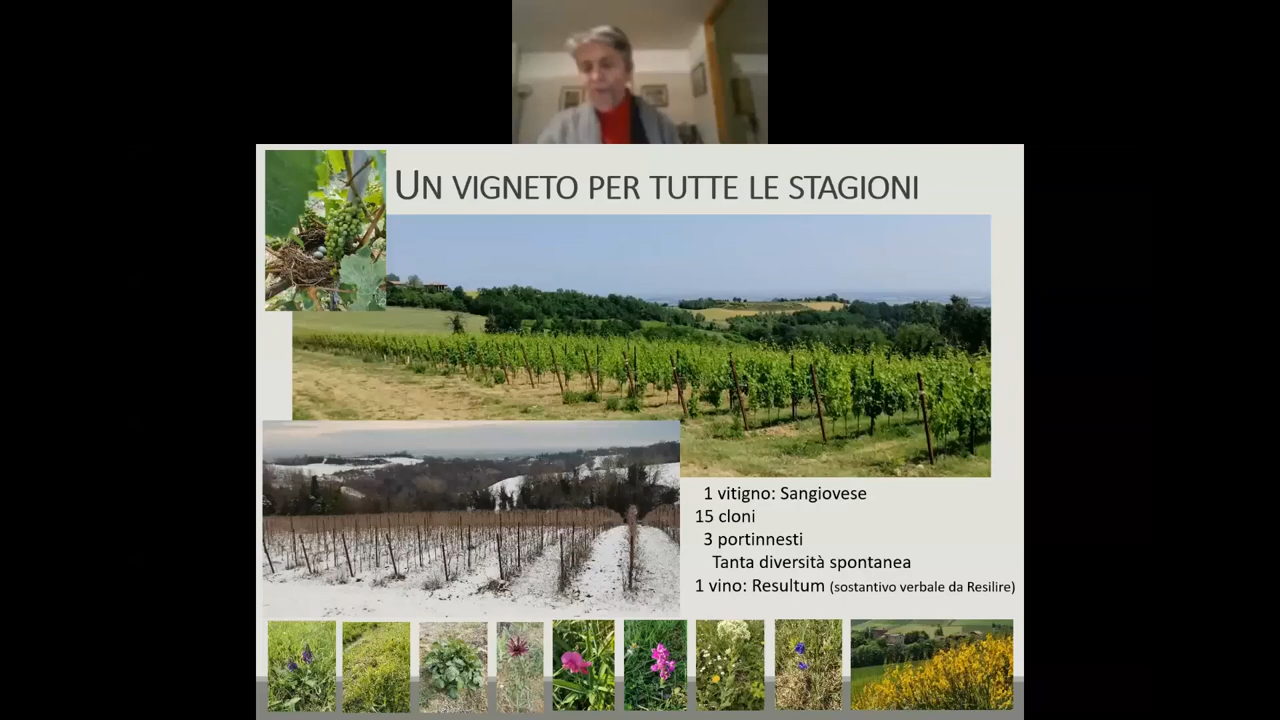 UN VIGNETO PER TUTTE LE STAGIONI
1 vitigno: Sangiovese
15 cloni
3 portinnesti
Tanta diversità spontanea
1 vino: Resultum (sostantivo verbale da Resilire)